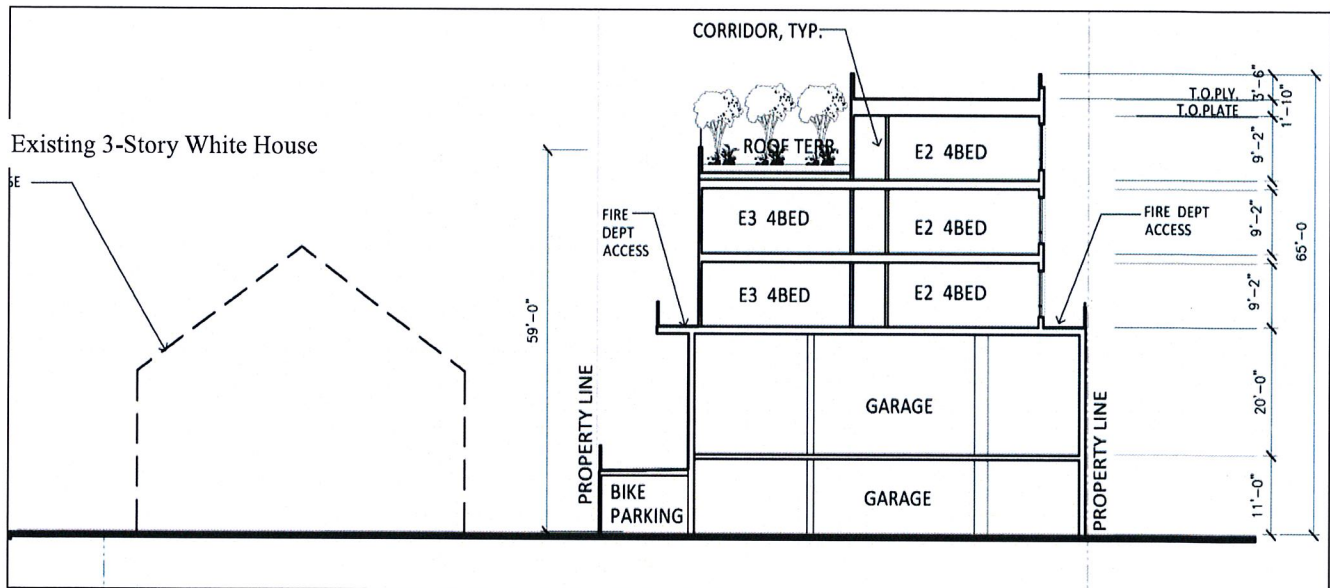 CORRIDOR, TYP.
Existing 3-Story White House
SE
ROOF TERR.
E2 4BED
E3 4BED
E2 4BED
E3 4BED
E2 4BED
FIRE
DEPT
ACCESS
FIRE DEPT
ACCESS
GARAGE
GARAGE
BIKE
PARKING
PROPERTY LINE
PROPERTY LINE
59'-0"
T.O.PLY.
T.O.PLATE
3'-6"
1'-10"
9'-2"
9'-2"
9'-2"
20'-0"
11'-0"
65'-0